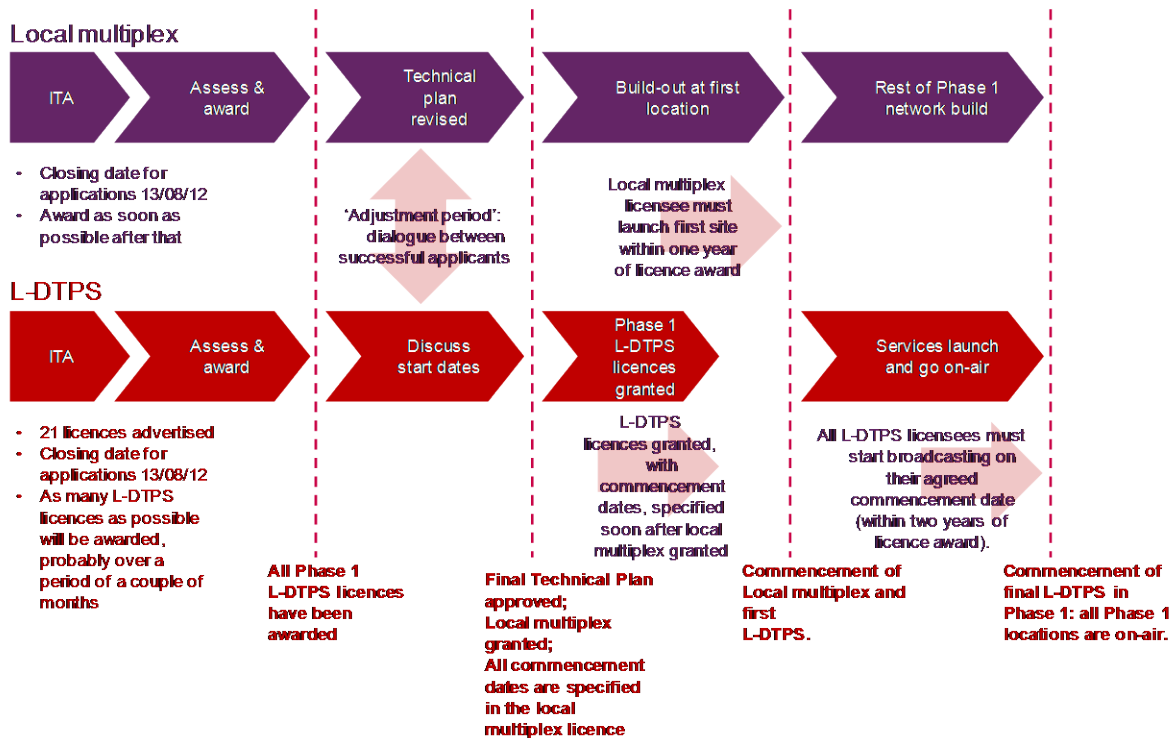 Local multiplex
ITA
Assess &
award
Technical
plan
revised
Build-out at first
location
Rest of Phase 1
network build
• Closing date for
applications 13/08/12
• Award as soon as
possible after that
'Adjustment period':
dialogue between
successful applicants
Local multiplex
licensee must
launch first site
within one year
of licence award
L-DTPS
ITA
Assess &
award
Discuss
start dates
Phase 1
L-DTPS
licences
granted
Services launch
and go on-air
• 21 licences advertised
• Closing date for
applications 13/08/12
• As many L-DTPS
licences as possible
will be awarded,
probably over a
period of a couple of
months
L-DTPS
licences granted,
with
commencement
dates, specified
soon after local
multiplex granted
All L-DTPS licensees must
start broadcasting on
their agreed
commencement date
(within two years of
licence award).
All Phase 1
L-DTPS licences
have been
awarded
Final Technical Plan
approved;
Local multiplex
granted;
All commencement
dates are specified
in the local
multiplex licence
Commencement of
Local multiplex and
first
L-DTPS.
Commencement of
final L-DTPS in
Phase 1: all Phase 1
locations are on-air.